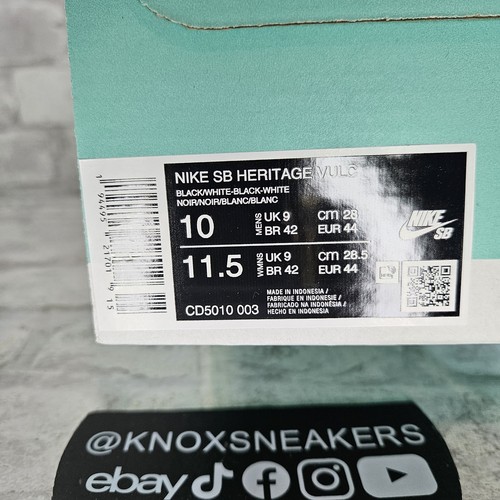 NIKE SB HERITAGE VULC
BLACK/WHITE-BLACK-WHITE
NOIR/NOIR/BLANC/BLANC
10 MENS UK 9 cm 28
BR 42 EUR 44
11.5 WMNS UK 9 cm 28.5
BR 42 EUR 44
MADE IN INDONESIA /
FABRIQUE EN INDONESIE /
FABRICADO NA INDONÉSIA /
HECHO EN INDONESIA
CD5010 003
NIKE
SB
@KNOXSNEAKERS
ebay